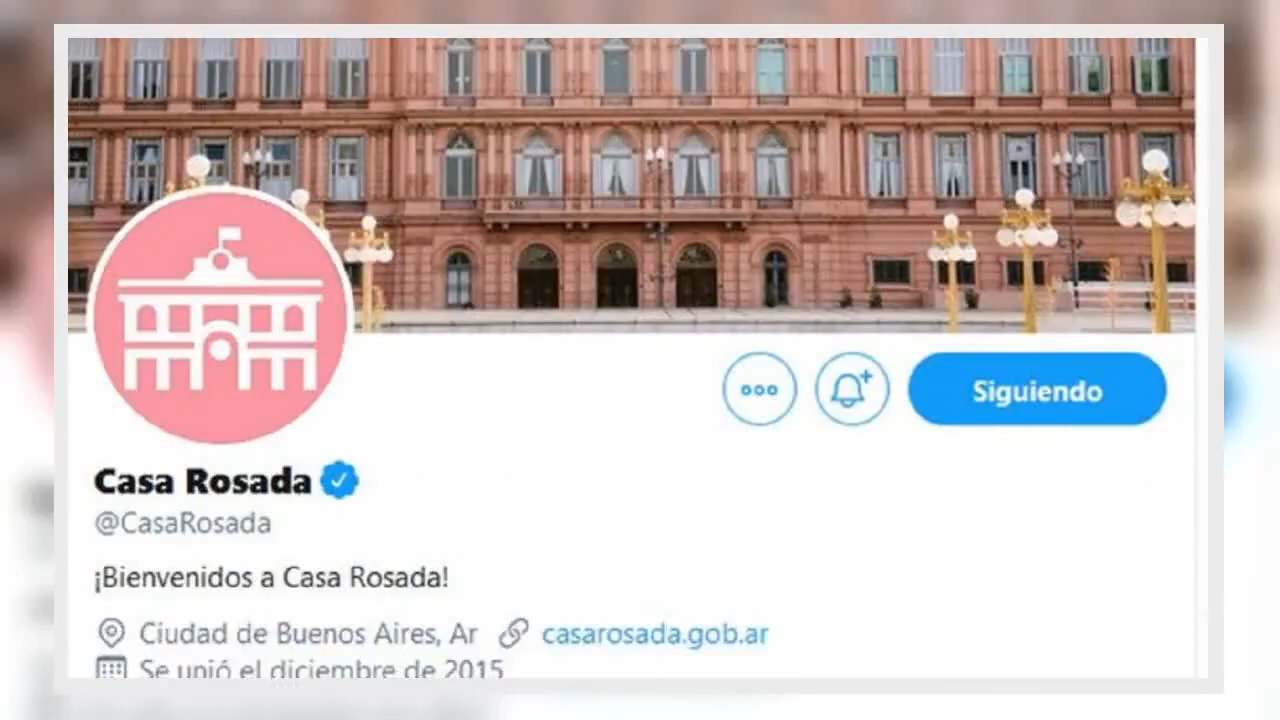 Siguiendo
Casa Rosada
@CasaRosada
¡Bienvenidos a Casa Rosada!
Ciudad de Buenos Aires, Ar casarosada.gob.ar
Se unió el diciembre de 2015